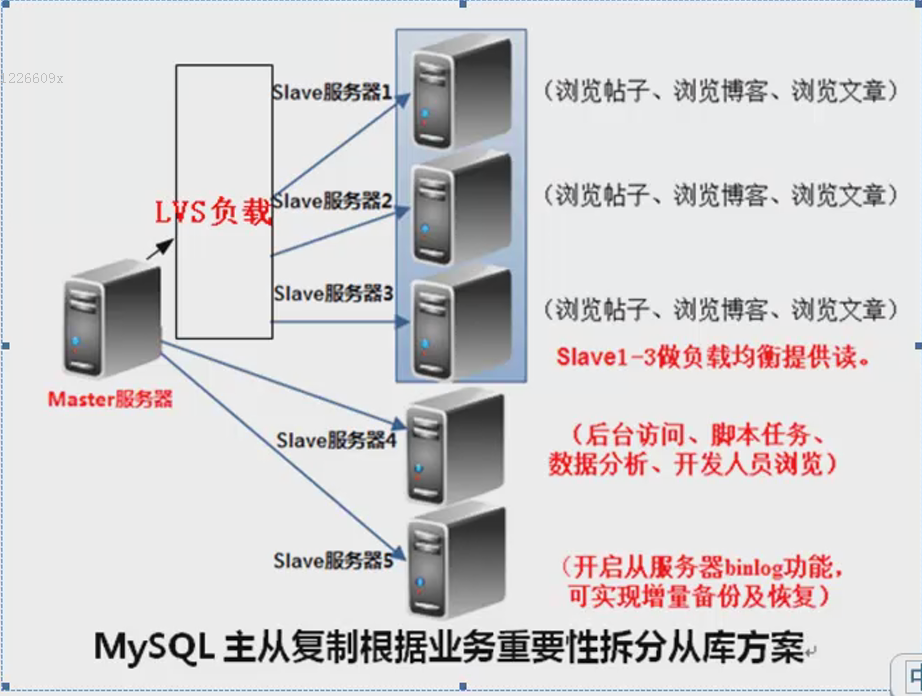 1226609x
Slave服务器1
（浏览帖子、浏览博客、浏览文章）
Slave服务器2
（浏览帖子、浏览博客、浏览文章）
LVS负载
Slave服务器3
（浏览帖子、浏览博客、浏览文章）
Slave1-3做负载均衡提供读。
Master服务器
Slave服务器4
（后台访问、脚本任务、
数据分析、开发人员浏览）
Slave服务器5
（开启从服务器binlog功能，
可实现增量备份及恢复）
MySQL 主从复制根据业务重要性拆分从库方案